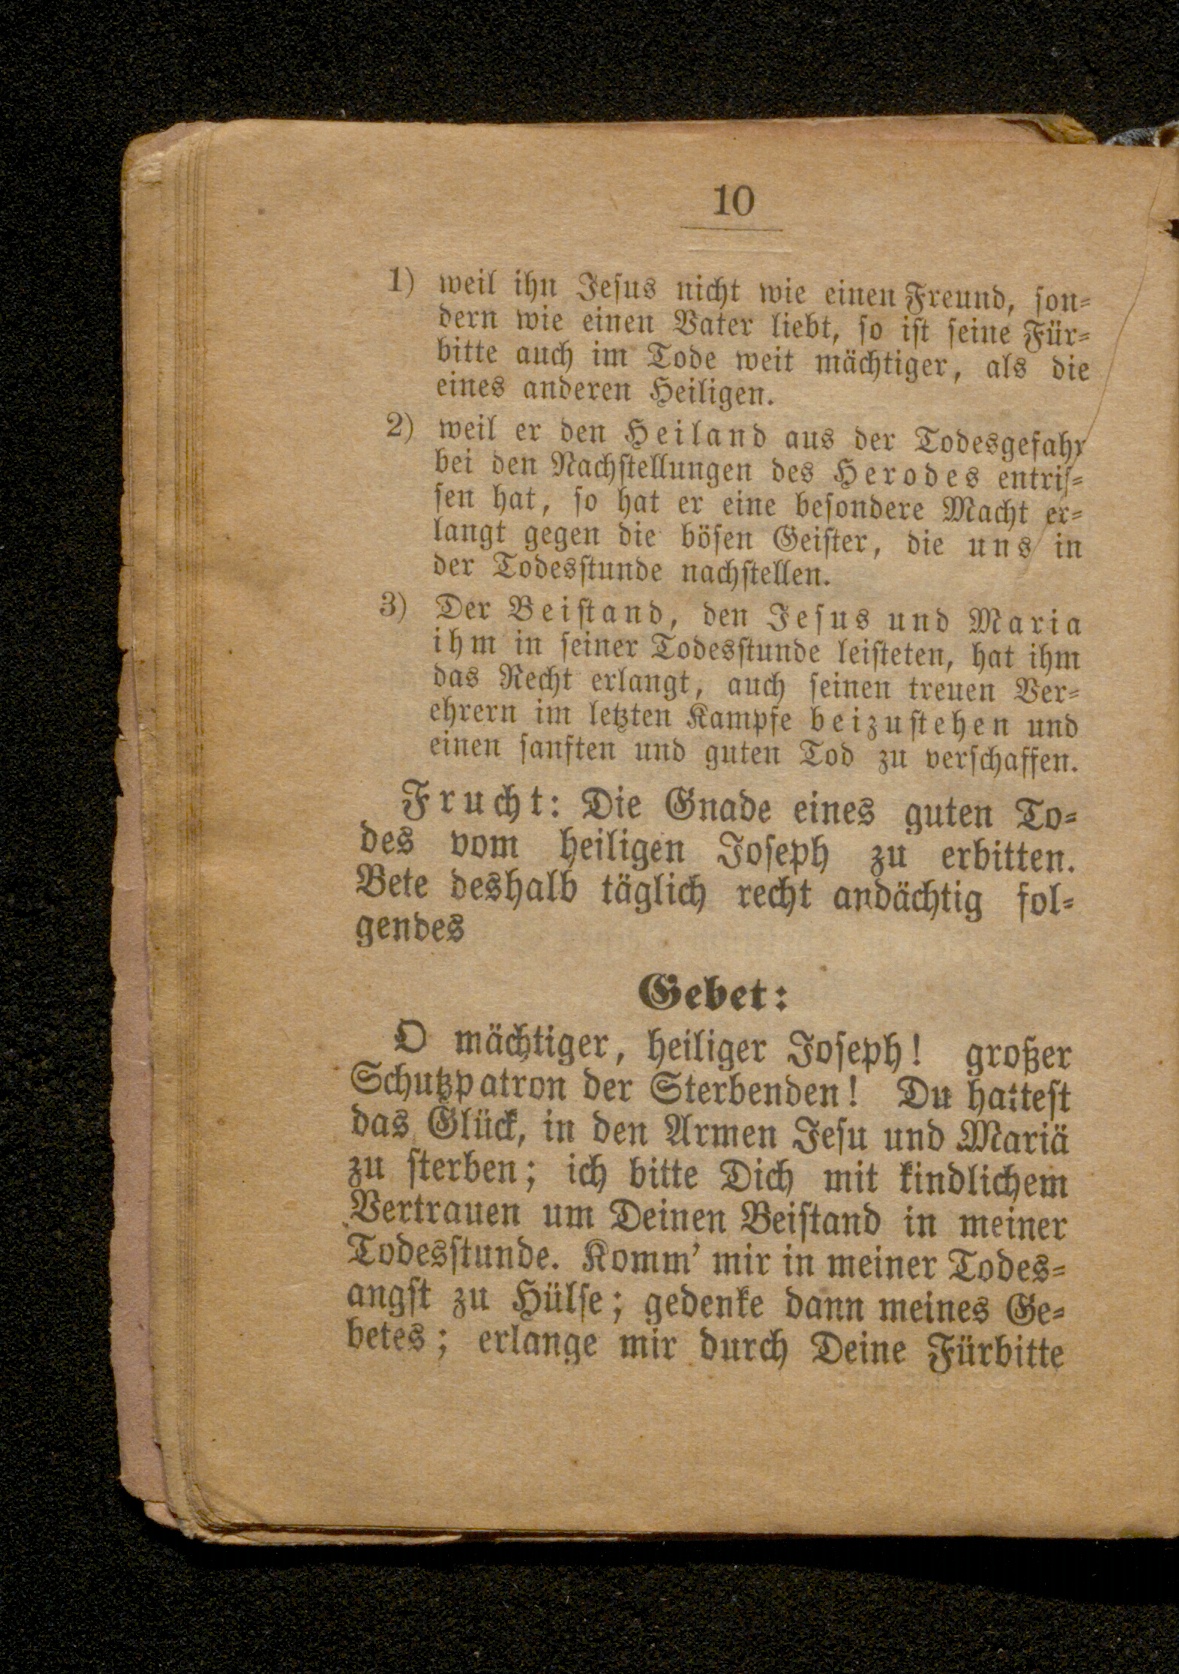 10
1) weil ihn Jesus nicht wie einen Freund, son-
dern wie einen Vater liebt, so ist seine Für-
bitte auch im Tode weit mächtiger, als die
eines anderen Heiligen.
2) weil er den Heiland aus der Todesgefahr
bei den Nachstellungen des Herodes entris-
sen hat, so hat er eine besondere Macht er-
langt gegen die bösen Geister, die uns in
der Todesstunde nachstellen.
3) Der Beistand, den Jesus und Maria
ihm in seiner Todesstunde leisteten, hat ihm
das Recht erlangt, auch seinen treuen Ver-
ehrern im letzten Kampfe beizustehen und
einen sanften und guten Tod zu verschaffen.
Frucht: Die Gnade eines guten To-
des vom heiligen Joseph zu erbitten.
Bete deshalb täglich recht andächtig fol-
gendes
Gebet:
O mächtiger, heiliger Joseph! großer
Schutzpatron der Sterbenden! Du hattest
das Glück, in den Armen Jesu und Mariä
zu sterben; ich bitte Dich mit kindlichem
Vertrauen um Deinen Beistand in meiner
Todesstunde. Komm' mir in meiner Todes-
angst zu Hülfe; gedenke dann meines Ge-
betes; erlange mir durch Deine Fürbitte